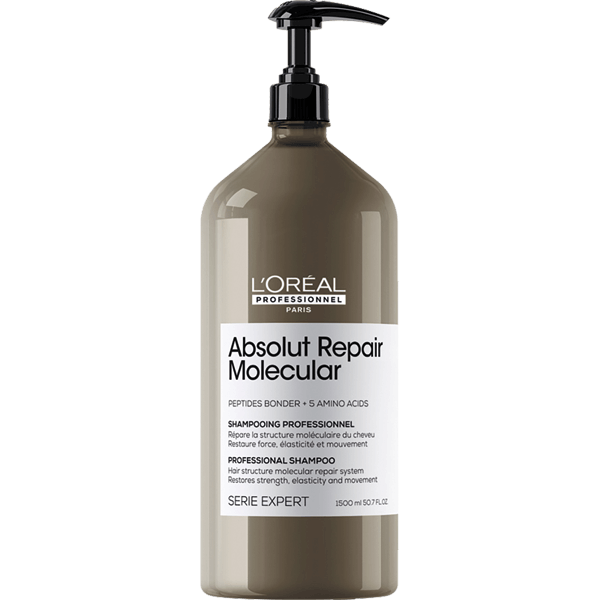 L'ORÉAL
PROFESSIONNEL
PARIS
Absolut Repair
Molecular
PEPTIDES BONDER + 5 AMINO ACIDS
SHAMPOOING PROFESSIONNEL
Répare la structure moléculaire du cheveu
Restaure force, élasticité et mouvement
PROFESSIONAL SHAMPOO
Hair structure molecular repair system
Restores strength, elasticity and movement
SERIE EXPERT
1500 ml 50.7 FL.OZ.